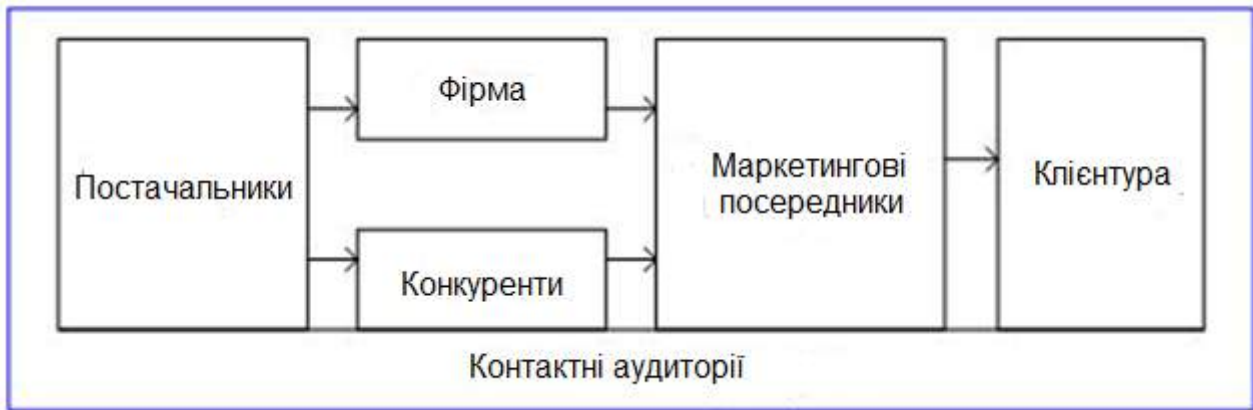 Постачальники
Фірма
Конкуренти
Маркетингові
посередники
Клієнтура
Контактні аудиторії